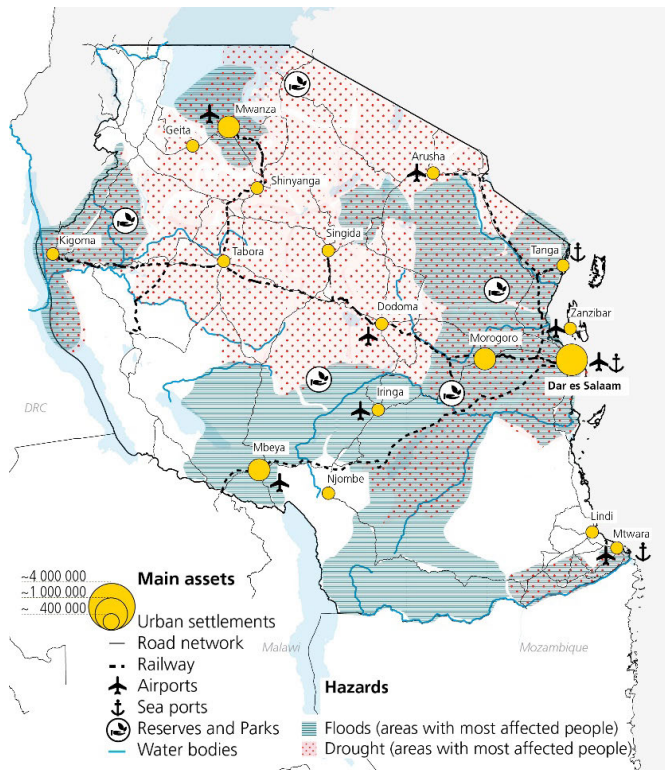 Mwanza
Geita
Arusha
Shinyanga
Kigoma
Tabora
Singida
Tanga
Dodoma
Zanzibar
Morogoro
Dar es Salaam
Iringa
DRC
Mbeya
Njombe
Lindi
Mtwara
~4 000 000
~1.000 000
~ 400 000
Main assets
Urban settlements
Road network
Railway
Airports
Sea ports
Reserves and Parks
Water bodies
Malawi
Mozambique
Hazards
Floods (areas with most affected people)
Drought (areas with most affected people)